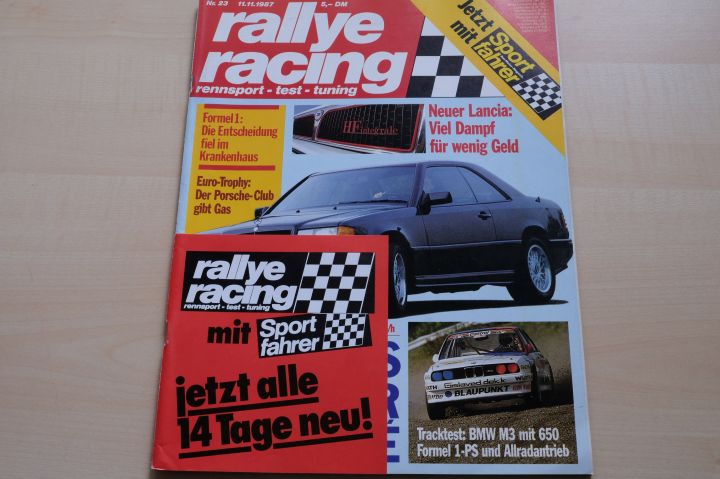 Nr. 23 11.11.1987 5,– DM
rallye
racing
rennsport - test - tuning
Jetzt
mit Sport
fahrer
Formel 1:
Die Entscheidung
fiel im
Krankenhaus
HF integrale
Neuer Lancia:
Viel Dampf
für wenig Geld
Euro-Trophy:
Der Porsche-Club
gibt Gas
rallye
racing
rennsport - test - tuning
mit Sport
fahrer
jetzt alle
14 Tage neu!
BLAUPUNKT
Tracktest: BMW M3 mit 650
Formel 1-PS und Allradantrieb